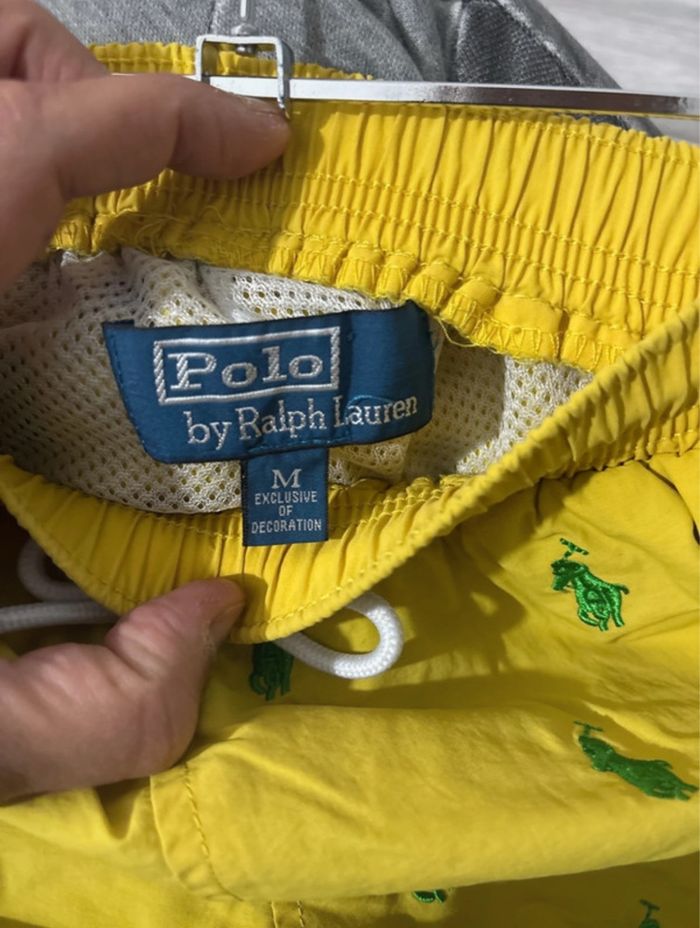 Polo
by Ralph Lauren
M
EXCLUSIVE
OF
DECORATION